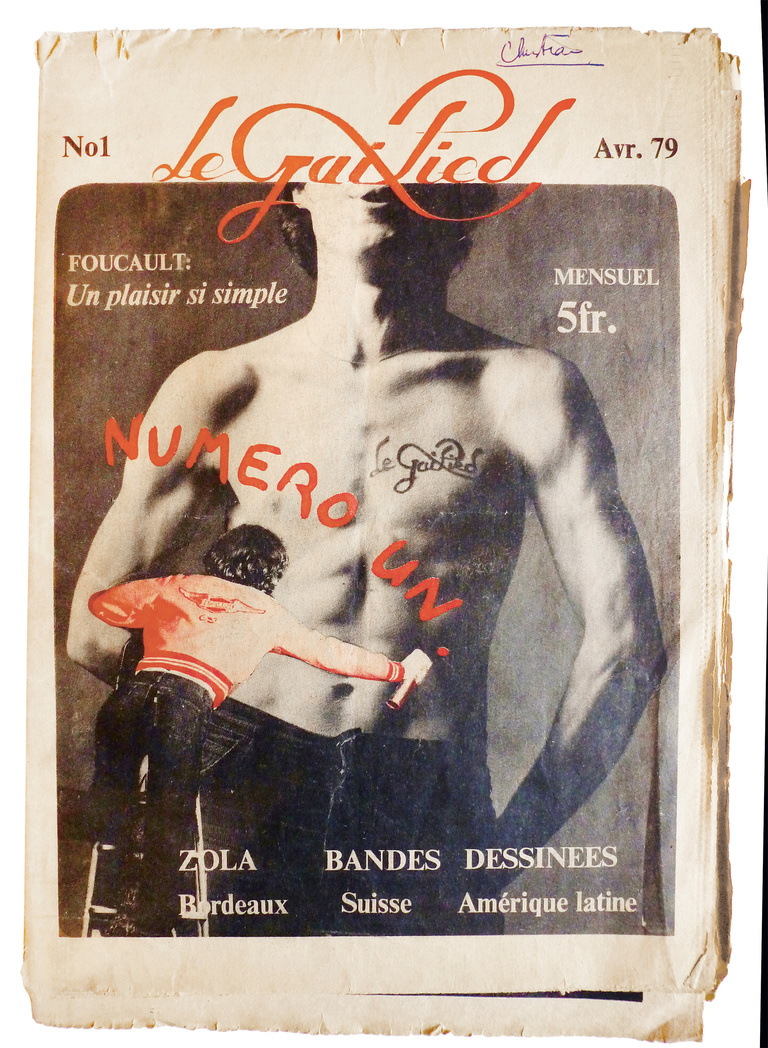 Christian
No1
Le Gai Pied
Avr. 79
FOUCAULT:
Un plaisir si simple
MENSUEL
5fr.
NUMERO UN.
Le Gai Pied
ZOLA BANDES DESSINEES
Bordeaux Suisse Amérique latine